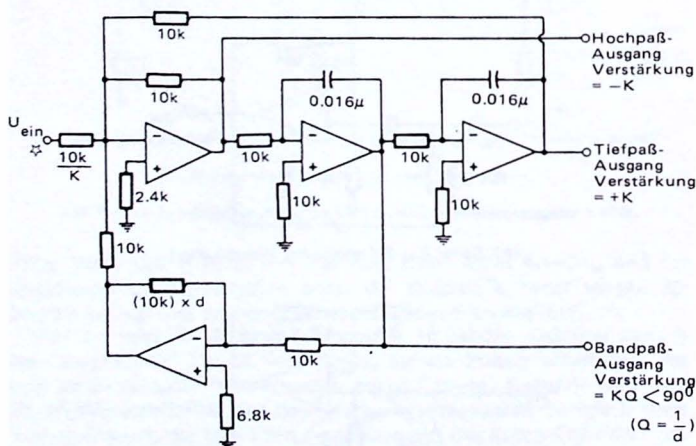 10k
Hochpaß-
Ausgang
Verstärkung
= −K
10k
0.016µ
0.016µ
U ein
10k
K
−
+
10k
−
+
10k
−
+
Tiefpaß-
Ausgang
Verstärkung
= +K
2.4k
10k
10k
10k
(10k) x d
−
+
10k
Bandpaß-
Ausgang
Verstärkung
= KQ < 90⁰
(Q = 1/d)
6.8k